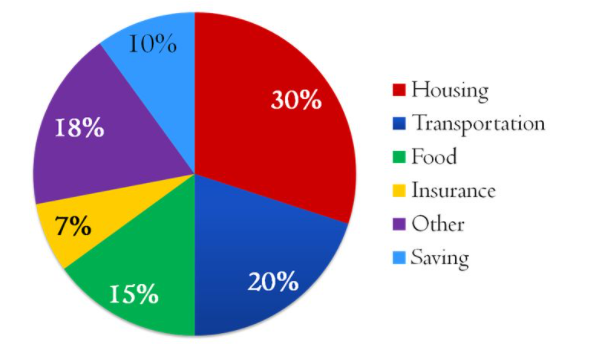 10%
30%
18%
7%
15%
20%
Housing
Transportation
Food
Insurance
Other
Saving